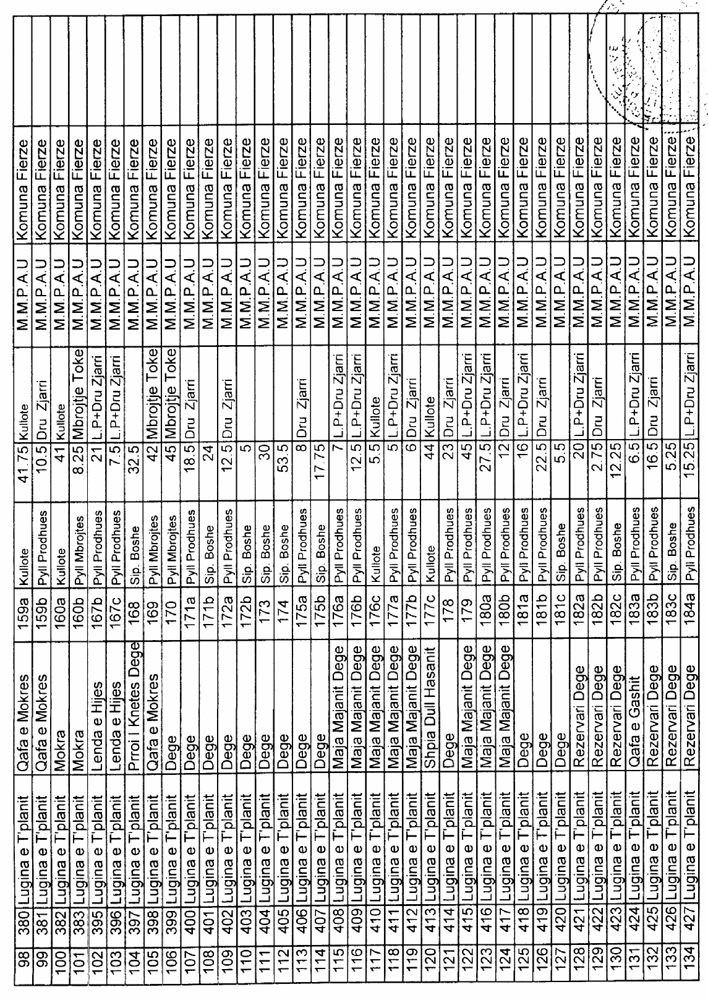 98 380 Lugina e T'planit Qafa e Mokres 159a Kullote 41.75 Kullote M.M.P.A.U Komuna Fierze
99 381 Lugina e T'planit Qafa e Mokres 159b Pyll Prodhues 10.5 Dru Zjarri M.M.P.A.U Komuna Fierze
100 382 Lugina e T'planit Mokra 160a Kullote 41 Kullote M.M.P.A.U Komuna Fierze
101 383 Lugina e T'planit Mokra 160b Pyll Mbrojtes 8.25 Mbrojtje Toke M.M.P.A.U Komuna Fierze
102 395 Lugina e T'planit Lenda e Hijes 167b Pyll Prodhues 21 L.P+Dru Zjarri M.M.P.A.U Komuna Fierze
103 396 Lugina e T'planit Lenda e Hijes 167c Pyll Prodhues 7.5 L.P+Dru Zjarri M.M.P.A.U Komuna Fierze
104 397 Lugina e T'planit Prroi I Knetes Dege 168 Sip. Boshe 32.5 M.M.P.A.U Komuna Fierze
105 398 Lugina e T'planit Qafa e Mokres 169 Pyll Mbrojtes 42 Mbrojtje Toke M.M.P.A.U Komuna Fierze
106 399 Lugina e T'planit Dege 170 Pyll Mbrojtes 45 Mbrojtje Toke M.M.P.A.U Komuna Fierze
107 400 Lugina e T'planit Dege 171a Pyll Prodhues 18.5 Dru Zjarri M.M.P.A.U Komuna Fierze
108 401 Lugina e T'planit Dege 171b Sip. Boshe 24 M.M.P.A.U Komuna Fierze
109 402 Lugina e T'planit Dege 172a Pyll Prodhues 12.5 Dru Zjarri M.M.P.A.U Komuna Fierze
110 403 Lugina e T'planit Dege 172b Sip. Boshe 5 M.M.P.A.U Komuna Fierze
111 404 Lugina e T'planit Dege 173 Sip. Boshe 30 M.M.P.A.U Komuna Fierze
112 405 Lugina e T'planit Dege 174 Sip. Boshe 53.5 M.M.P.A.U Komuna Fierze
113 406 Lugina e T'planit Dege 175a Pyll Prodhues 8 Dru Zjarri M.M.P.A.U Komuna Fierze
114 407 Lugina e T'planit Dege 175b Sip. Boshe 17.75 M.M.P.A.U Komuna Fierze
115 408 Lugina e T'planit Maja Majanit Dege 176a Pyll Prodhues 7 L.P+Dru Zjarri M.M.P.A.U Komuna Fierze
116 409 Lugina e T'planit Maja Majanit Dege 176b Pyll Prodhues 12.5 L.P+Dru Zjarri M.M.P.A.U Komuna Fierze
117 410 Lugina e T'planit Maja Majanit Dege 176c Kullote 5.5 Kullote M.M.P.A.U Komuna Fierze
118 411 Lugina e T'planit Maja Majanit Dege 177a Pyll Prodhues 5 L.P+Dru Zjarri M.M.P.A.U Komuna Fierze
119 412 Lugina e T'planit Maja Majanit Dege 177b Pyll Prodhues 6 Dru Zjarri M.M.P.A.U Komuna Fierze
120 413 Lugina e T'planit Shpia Dull Hasanit 177c Kullote 44 Kullote M.M.P.A.U Komuna Fierze
121 414 Lugina e T'planit Dege 178 Pyll Prodhues 23 Dru Zjarri M.M.P.A.U Komuna Fierze
122 415 Lugina e T'planit Maja Majanit Dege 179 Pyll Prodhues 45 L.P+Dru Zjarri M.M.P.A.U Komuna Fierze
123 416 Lugina e T'planit Maja Majanit Dege 180a Pyll Prodhues 27.5 L.P+Dru Zjarri M.M.P.A.U Komuna Fierze
124 417 Lugina e T'planit Maja Majanit Dege 180b Pyll Prodhues 12 Dru Zjarri M.M.P.A.U Komuna Fierze
125 418 Lugina e T'planit Dege 181a Pyll Prodhues 16 L.P+Dru Zjarri M.M.P.A.U Komuna Fierze
126 419 Lugina e T'planit Dege 181b Pyll Prodhues 22.5 Dru Zjarri M.M.P.A.U Komuna Fierze
127 420 Lugina e T'planit Dege 181c Sip. Boshe 5.5 M.M.P.A.U Komuna Fierze
128 421 Lugina e T'planit Rezervari Dege 182a Pyll Prodhues 20 L.P+Dru Zjarri M.M.P.A.U Komuna Fierze
129 422 Lugina e T'planit Rezervari Dege 182b Pyll Prodhues 2.75 Dru Zjarri M.M.P.A.U Komuna Fierze
130 423 Lugina e T'planit Rezervari Dege 182c Sip. Boshe 12.25 M.M.P.A.U Komuna Fierze
131 424 Lugina e T'planit Qafa e Gashit 183a Pyll Prodhues 6.5 L.P+Dru Zjarri M.M.P.A.U Komuna Fierze
132 425 Lugina e T'planit Rezervari Dege 183b Pyll Prodhues 16.5 Dru Zjarri M.M.P.A.U Komuna Fierze
133 426 Lugina e T'planit Rezervari Dege 183c Sip. Boshe 5.25 M.M.P.A.U Komuna Fierze
134 427 Lugina e T'planit Rezervari Dege 184a Pyll Prodhues 15.25 L.P+Dru Zjarri M.M.P.A.U Komuna Fierze